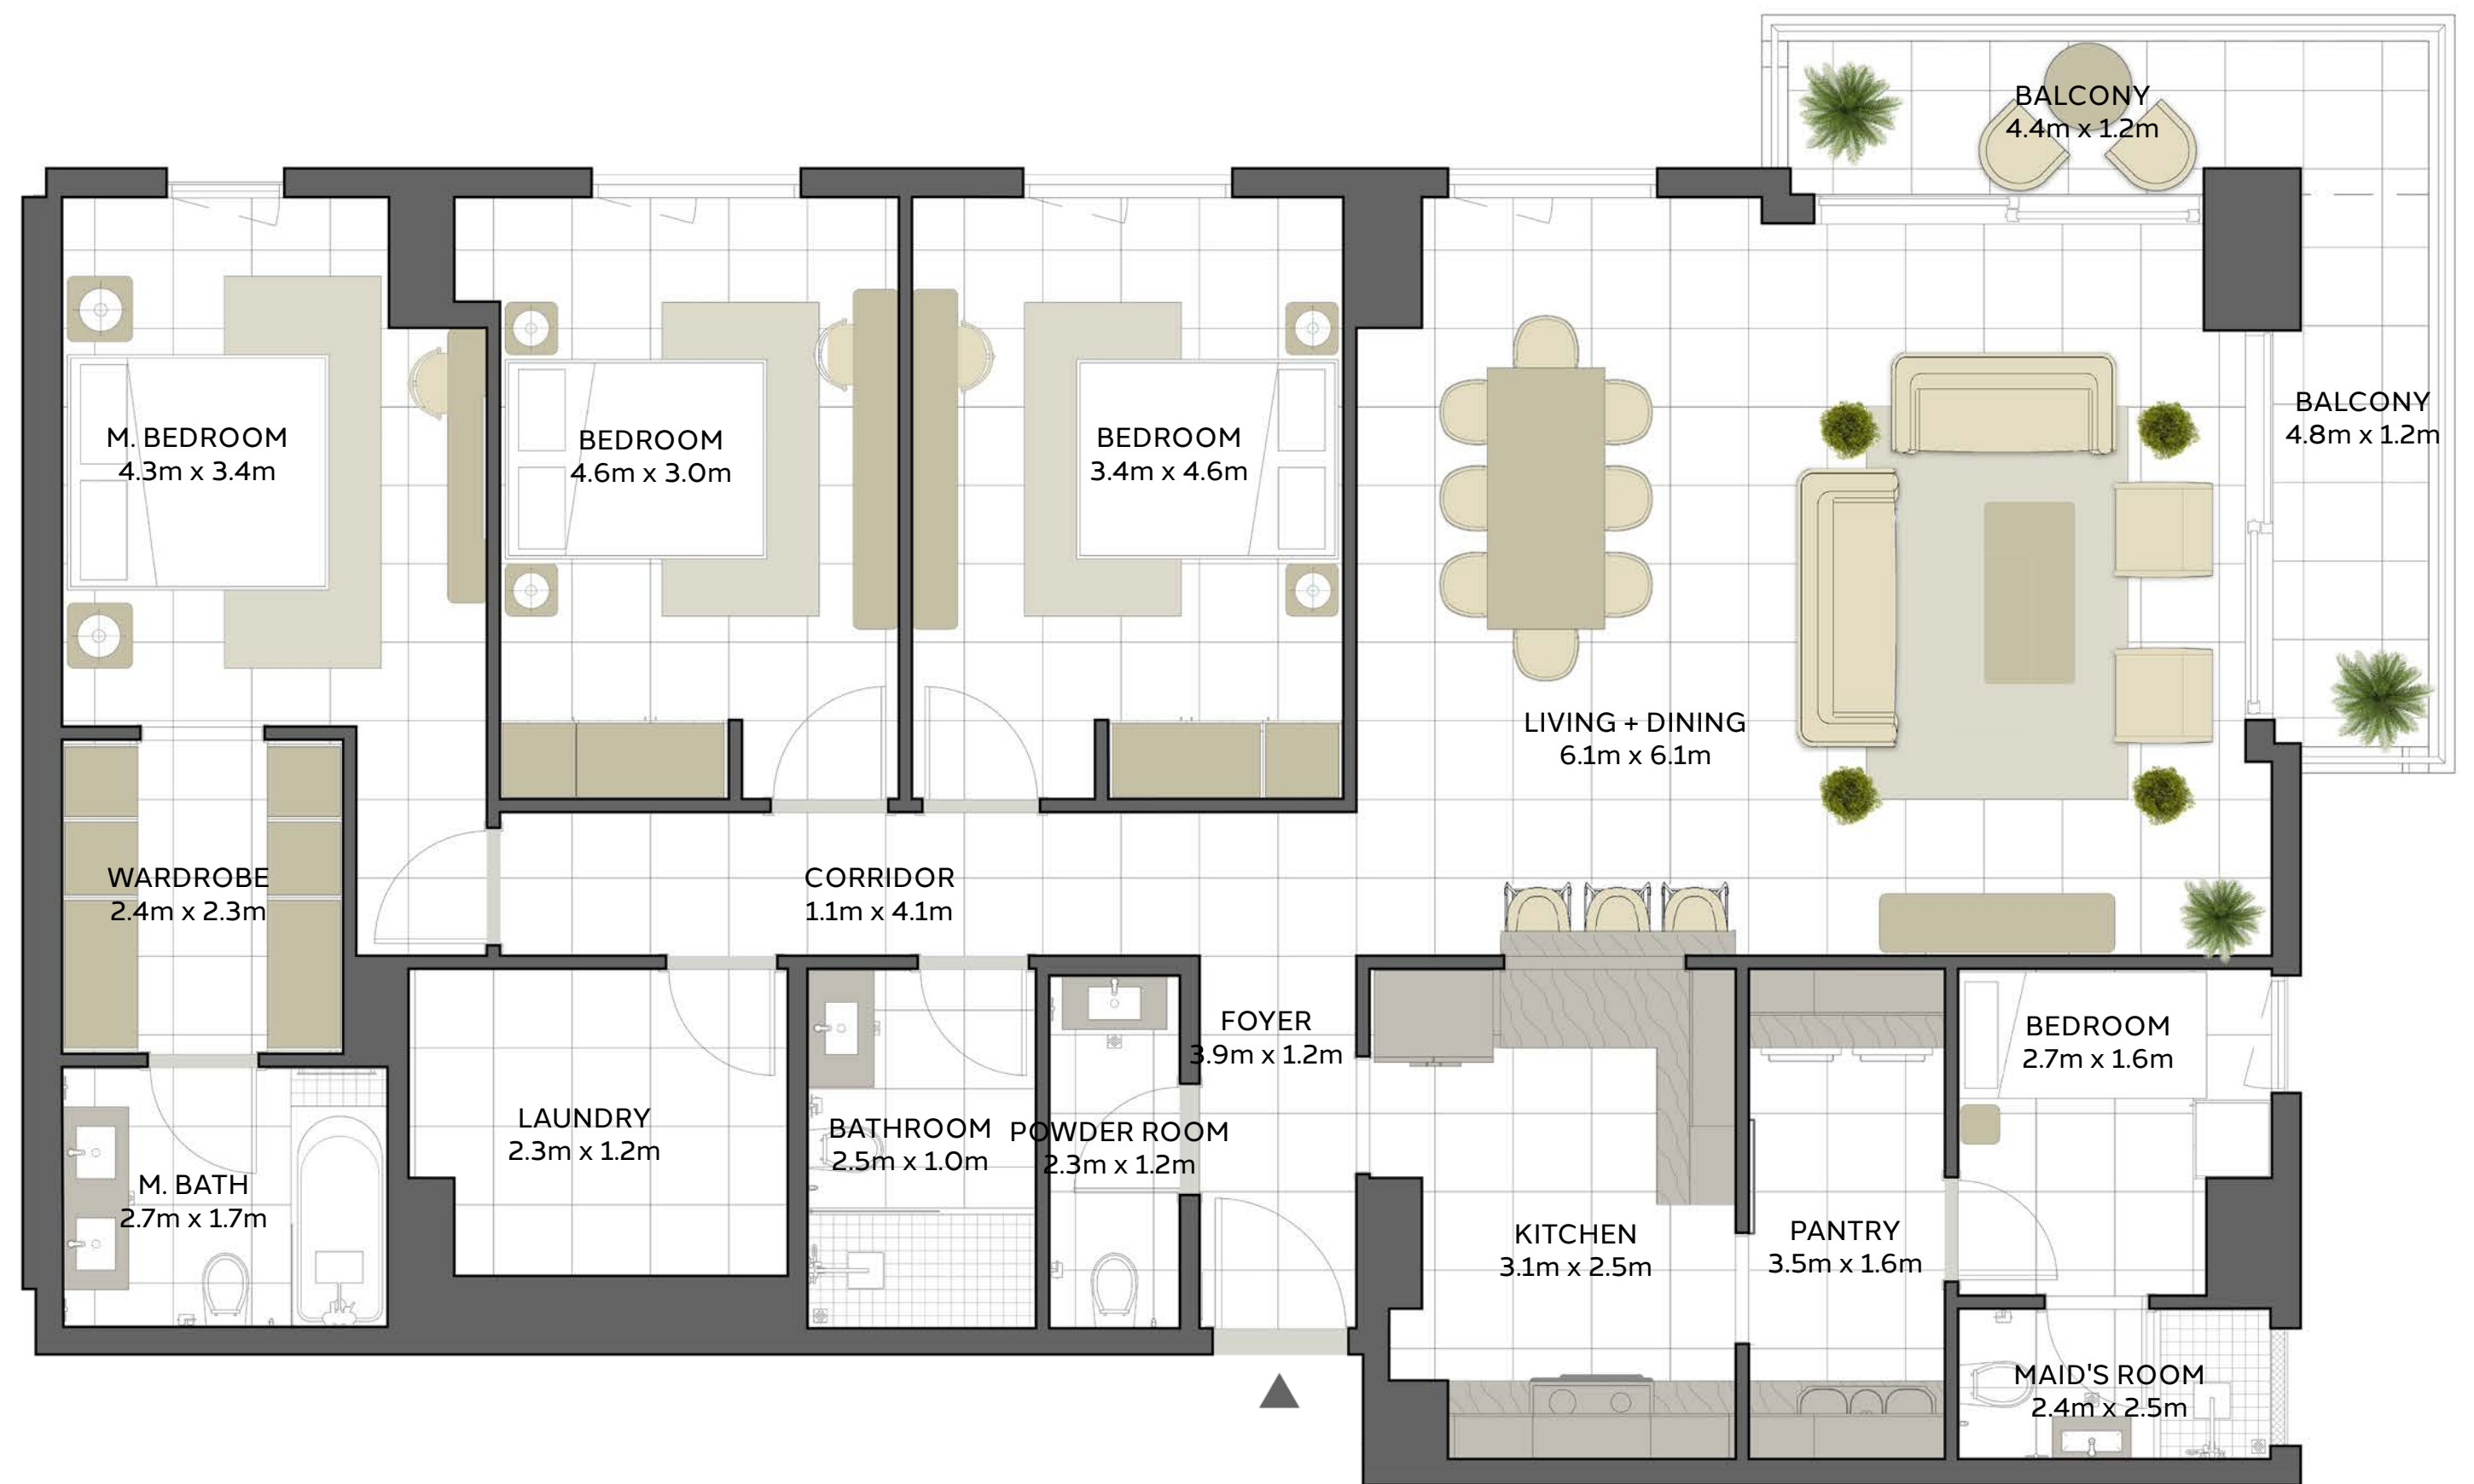 BALCONY
4.4m x 1.2m
BALCONY
4.8m x 1.2m
M. BEDROOM
4.3m x 3.4m
BEDROOM
4.6m x 3.0m
BEDROOM
3.4m x 4.6m
LIVING + DINING
6.1m x 6.1m
WARDROBE
2.4m x 2.3m
CORRIDOR
1.1m x 4.1m
FOYER
3.9m x 1.2m
BEDROOM
2.7m x 1.6m
LAUNDRY
2.3m x 1.2m
BATHROOM
2.5m x 1.0m
POWDER ROOM
2.3m x 1.2m
M. BATH
2.7m x 1.7m
KITCHEN
3.1m x 2.5m
PANTRY
3.5m x 1.6m
MAID'S ROOM
2.4m x 2.5m